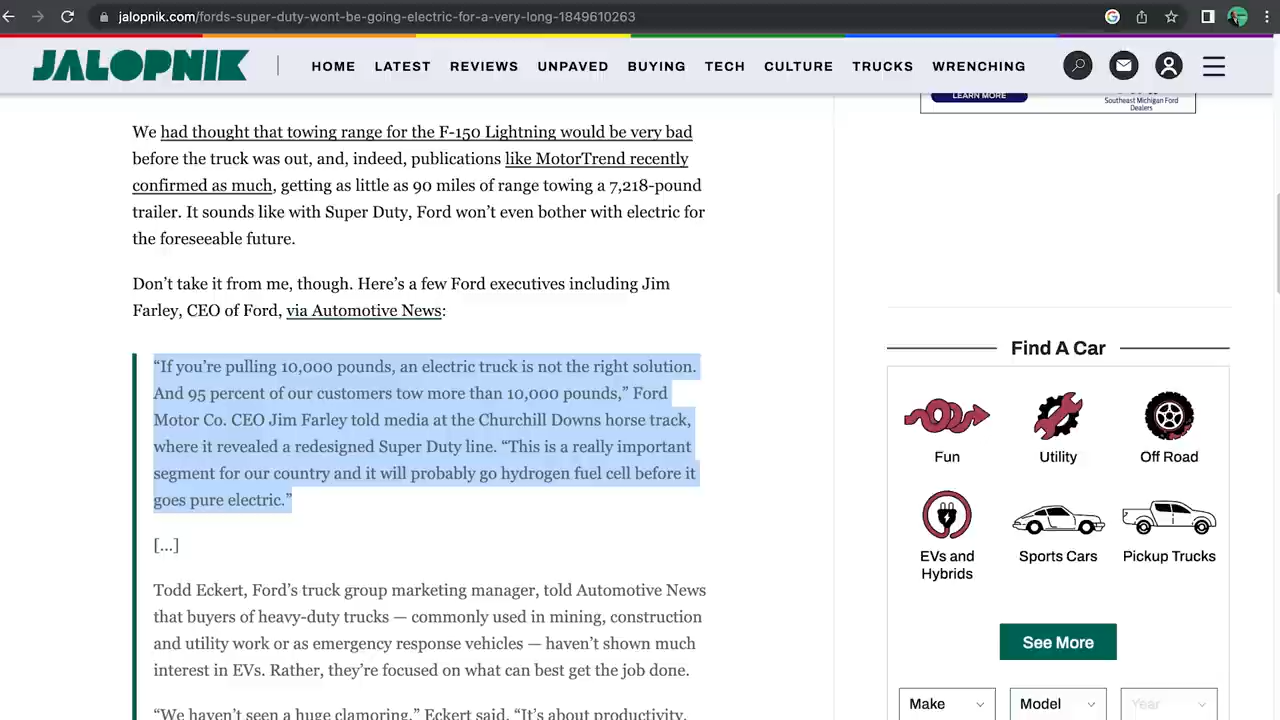 jalopnik.com/fords-super-duty-wont-be-going-electric-for-a-very-long-1849610263
JALOPNIK
HOME LATEST REVIEWS UNPAVED BUYING TECH CULTURE TRUCKS WRENCHING
LEARN MORE
Southeast Michigan Ford
Dealers
We had thought that towing range for the F-150 Lightning would be very bad
before the truck was out, and, indeed, publications like MotorTrend recently
confirmed as much, getting as little as 90 miles of range towing a 7,218-pound
trailer. It sounds like with Super Duty, Ford won’t even bother with electric for
the foreseeable future.
Don’t take it from me, though. Here’s a few Ford executives including Jim
Farley, CEO of Ford, via Automotive News:
“If you’re pulling 10,000 pounds, an electric truck is not the right solution.
And 95 percent of our customers tow more than 10,000 pounds,” Ford
Motor Co. CEO Jim Farley told media at the Churchill Downs horse track,
where it revealed a redesigned Super Duty line. “This is a really important
segment for our country and it will probably go hydrogen fuel cell before it
goes pure electric.”
[...]
Todd Eckert, Ford’s truck group marketing manager, told Automotive News
that buyers of heavy-duty trucks — commonly used in mining, construction
and utility work or as emergency response vehicles — haven’t shown much
interest in EVs. Rather, they’re focused on what can best get the job done.
“We haven’t seen a huge clamoring,” Eckert said. “It’s about productivity,
Find A Car
Fun Utility Off Road
EVs and Sports Cars Pickup Trucks
Hybrids
See More
Make Model Year